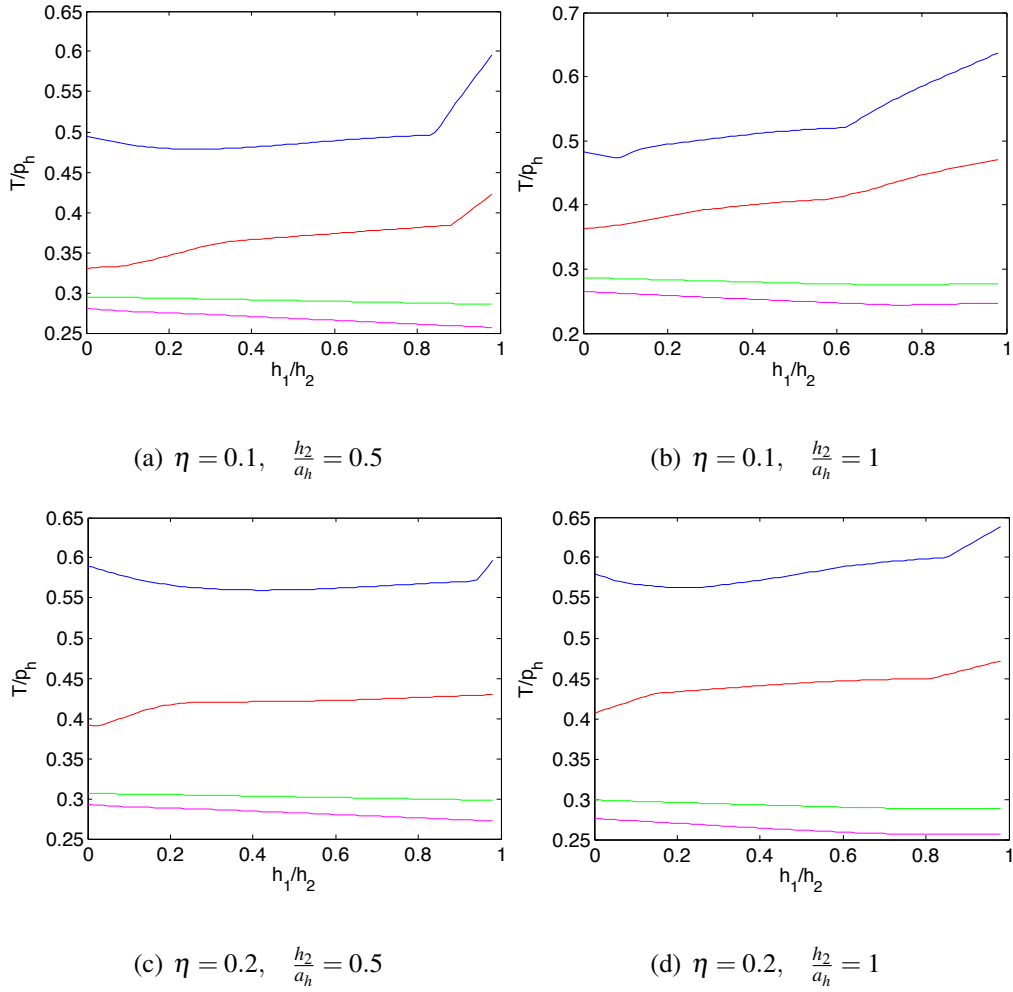 0.65
0.6
0.55
0.5
0.45
0.4
0.35
0.3
0.25
T/p_h
0 0.2 0.4 0.6 0.8 1
h_1/h_2
(a) η = 0.1, h_2/a_h = 0.5
0.7
0.6
0.5
0.4
0.3
0.2
T/p_h
0 0.2 0.4 0.6 0.8 1
h_1/h_2
(b) η = 0.1, h_2/a_h = 1
0.65
0.6
0.55
0.5
0.45
0.4
0.35
0.3
0.25
T/p_h
0 0.2 0.4 0.6 0.8 1
h_1/h_2
(c) η = 0.2, h_2/a_h = 0.5
0.65
0.6
0.55
0.5
0.45
0.4
0.35
0.3
0.25
T/p_h
0 0.2 0.4 0.6 0.8 1
h_1/h_2
(d) η = 0.2, h_2/a_h = 1